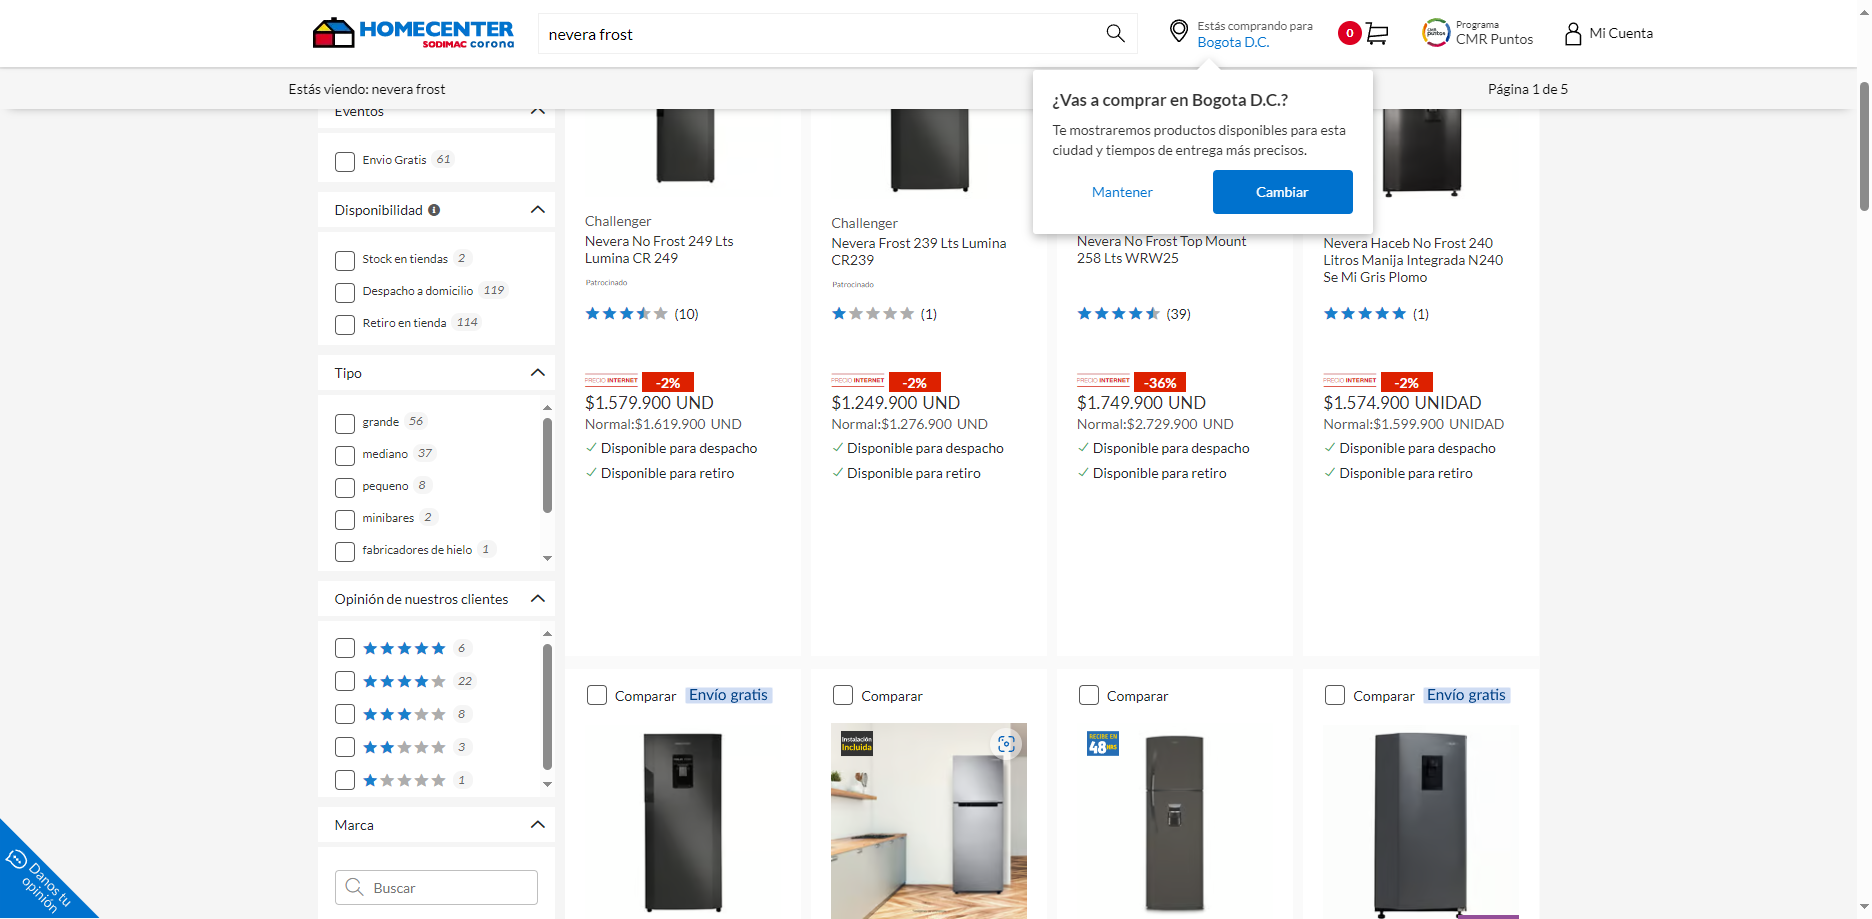 HOMECENTER
SODIMAC corona
nevera frost
Estás comprando para
Bogota D.C.
0
Programa
CMR Puntos
Mi Cuenta
Estás viendo: nevera frost
Página 1 de 5
¿Vas a comprar en Bogota D.C.?
Te mostraremos productos disponibles para esta
ciudad y tiempos de entrega más precisos.
Mantener
Cambiar
Eventos
Envio Gratis 61
Disponibilidad
Stock en tiendas 2
Despacho a domicilio 119
Retiro en tienda 114
Tipo
grande 56
mediano 37
pequeno 8
minibares 2
fabricadores de hielo 1
Opinión de nuestros clientes
6
22
8
3
1
Marca
Buscar
Danos tu
opinión
Challenger
Nevera No Frost 249 Lts
Lumina CR 249
Patrocinado
(10)
PRECIO INTERNET
-2%
$1.579.900 UND
Normal:$1.619.900 UND
Disponible para despacho
Disponible para retiro
Challenger
Nevera Frost 239 Lts Lumina
CR239
Patrocinado
(1)
PRECIO INTERNET
-2%
$1.249.900 UND
Normal:$1.276.900 UND
Disponible para despacho
Disponible para retiro
Nevera No Frost Top Mount
258 Lts WRW25
(39)
PRECIO INTERNET
-36%
$1.749.900 UND
Normal:$2.729.900 UND
Disponible para despacho
Disponible para retiro
Nevera Haceb No Frost 240
Litros Manija Integrada N240
Se Mi Gris Plomo
(1)
PRECIO INTERNET
-2%
$1.574.900 UNIDAD
Normal:$1.599.900 UNIDAD
Disponible para despacho
Disponible para retiro
Comparar Envío gratis
Comparar
Instalación
Incluida
Comparar
RECIBE EN
48HRS
Comparar Envío gratis